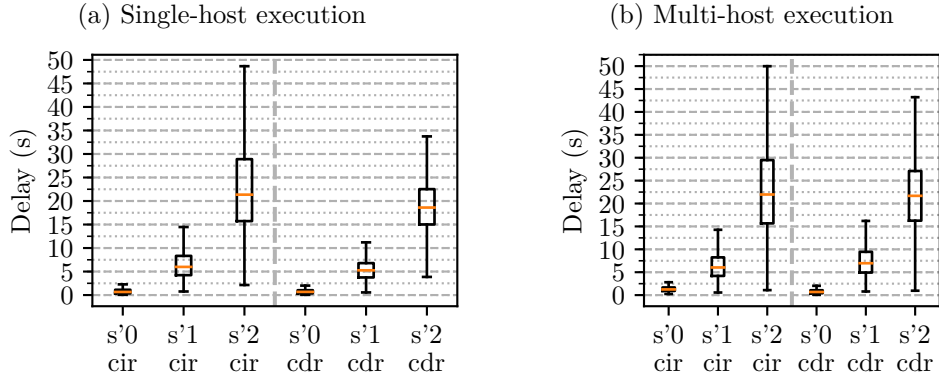 (a) Single-host execution
Delay (s)
50
45
40
35
30
25
20
15
10
5
0
s'0 s'1 s'2 s'0 s'1 s'2
cir cir cir cdr cdr cdr
(b) Multi-host execution
Delay (s)
50
45
40
35
30
25
20
15
10
5
0
s'0 s'1 s'2 s'0 s'1 s'2
cir cir cir cdr cdr cdr